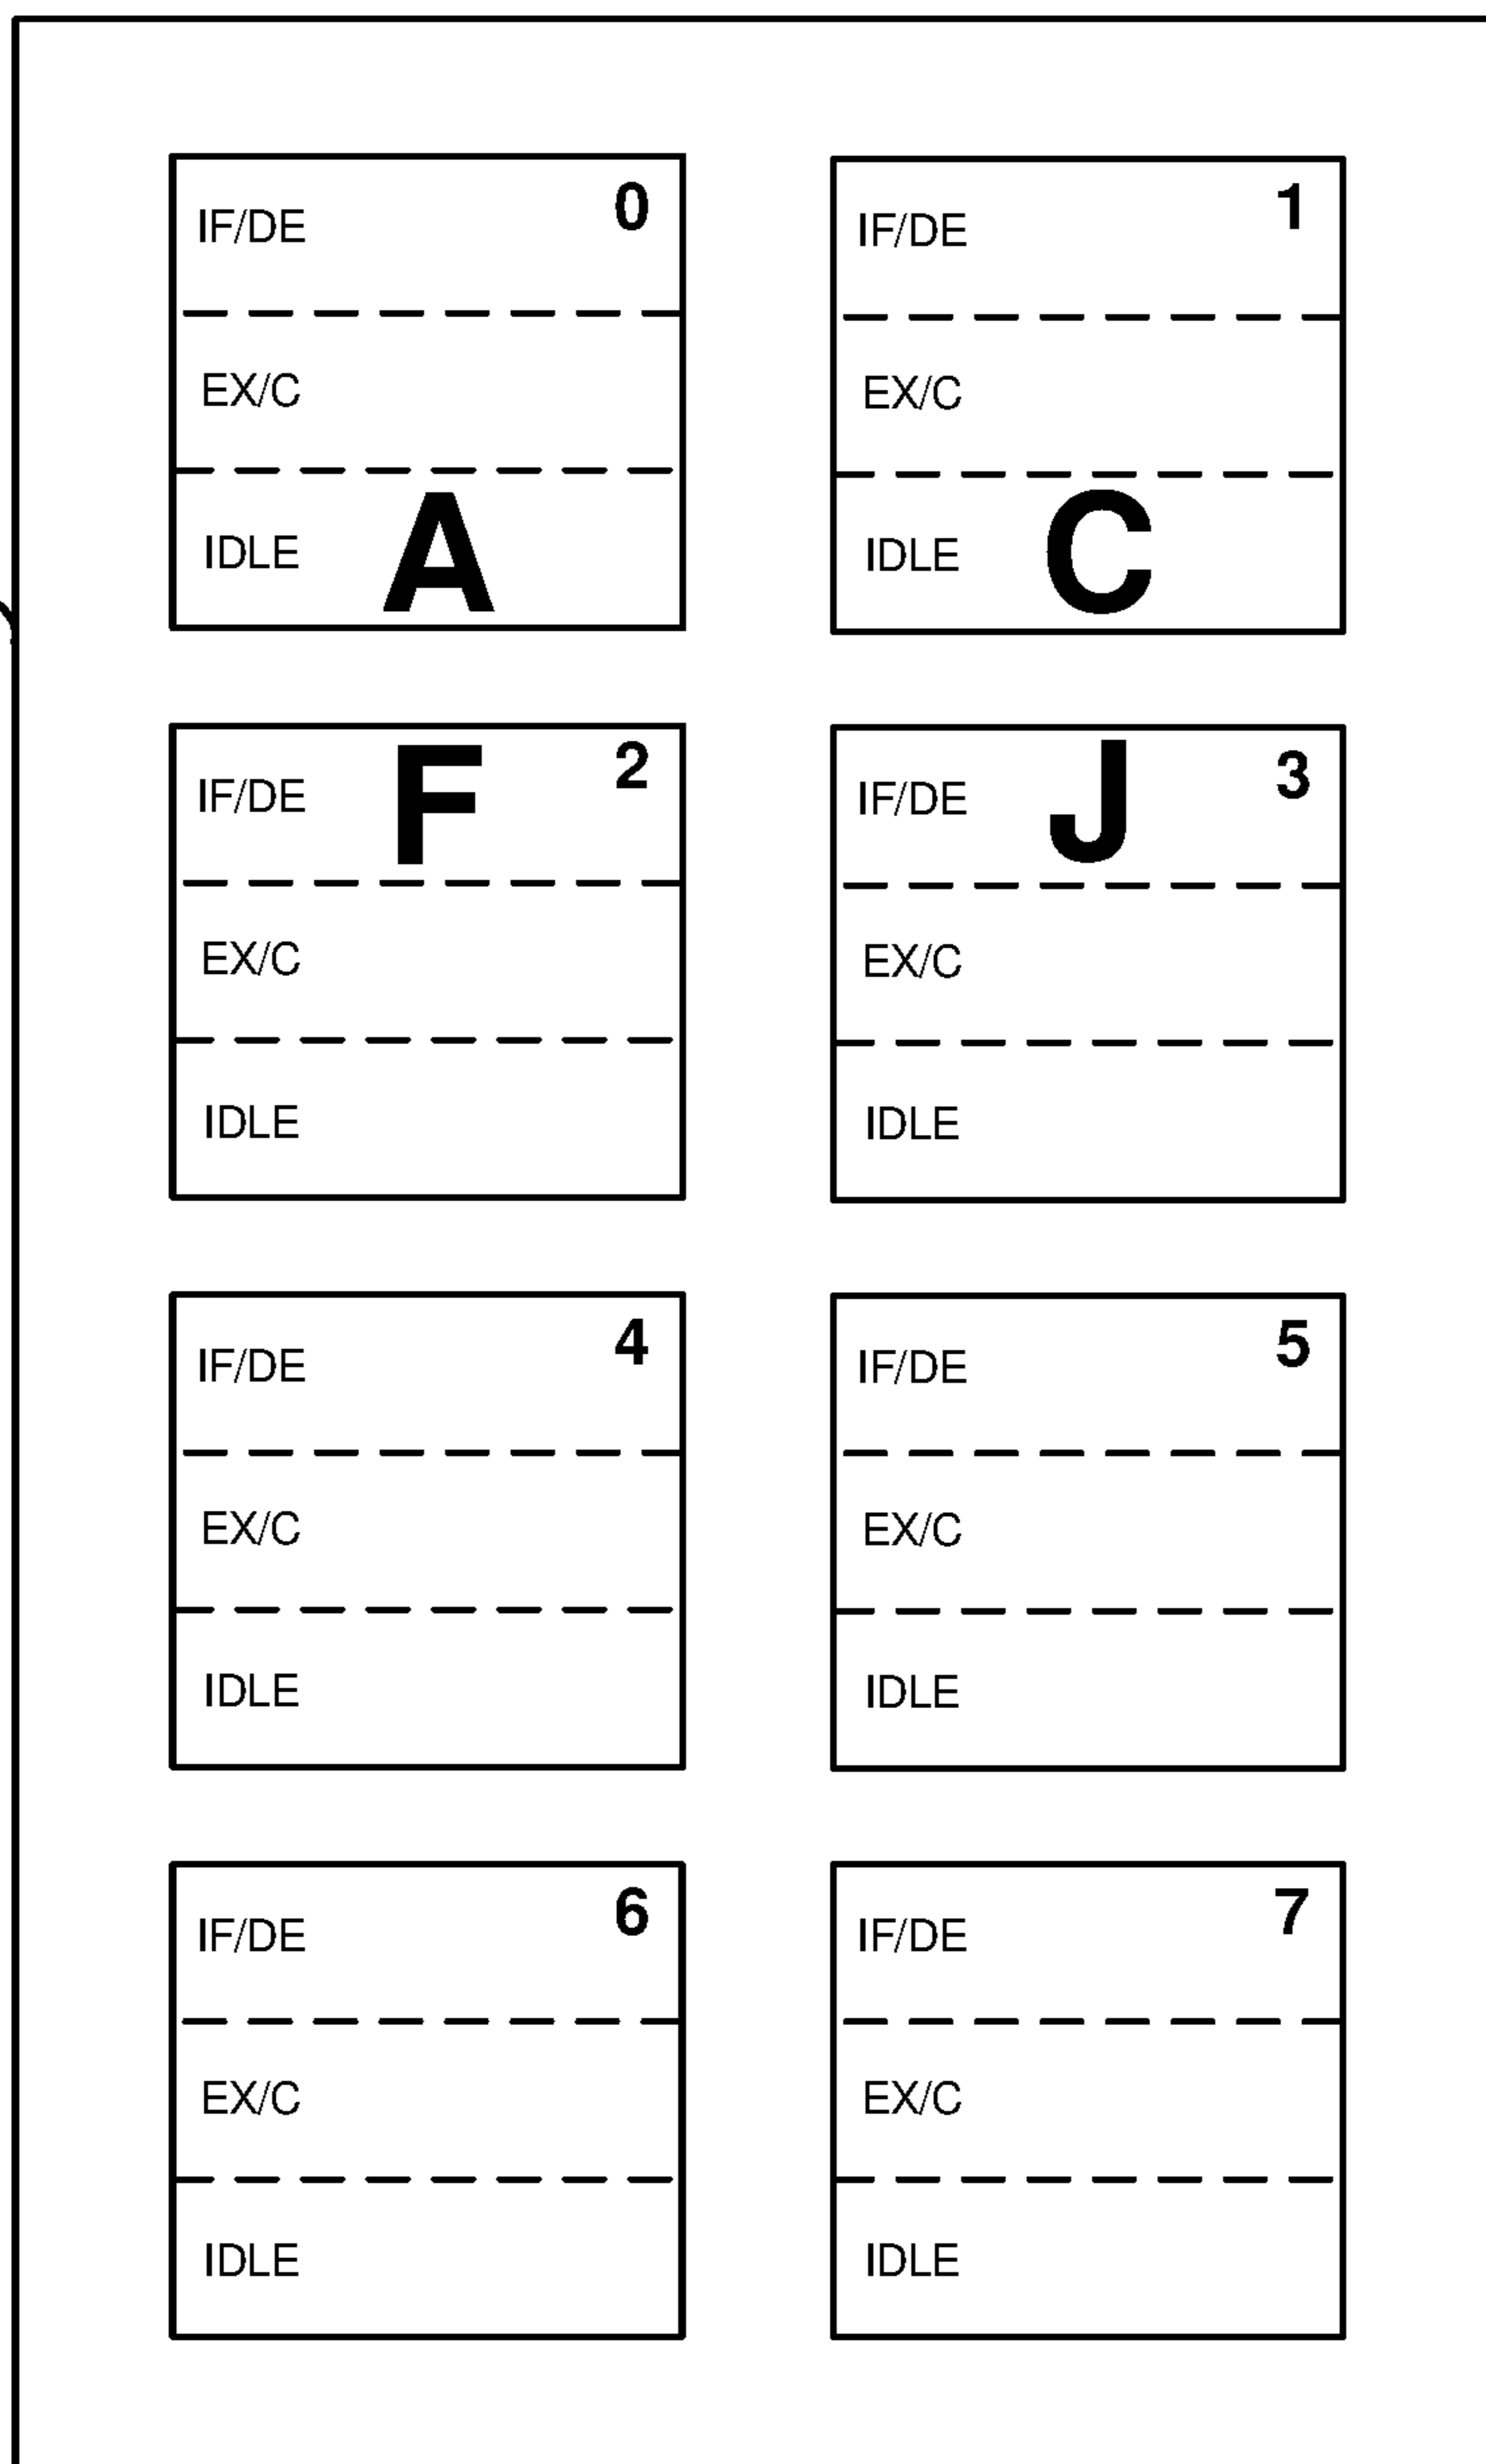 IF/DE 0
EX/C
IDLE A
IF/DE 1
EX/C
IDLE C
IF/DE F 2
EX/C
IDLE
IF/DE J 3
EX/C
IDLE
IF/DE 4
EX/C
IDLE
IF/DE 5
EX/C
IDLE
IF/DE 6
EX/C
IDLE
IF/DE 7
EX/C
IDLE